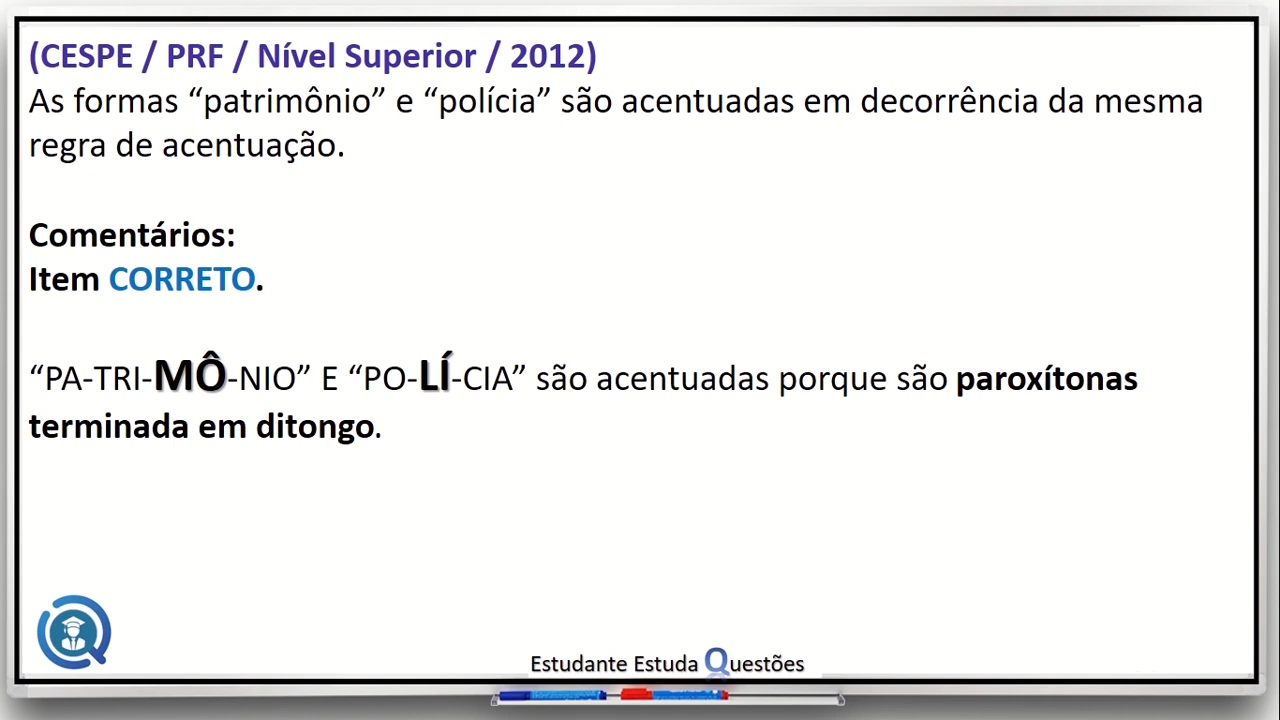 (CESPE / PRF / Nível Superior / 2012)
As formas “patrimônio” e “polícia” são acentuadas em decorrência da mesma
regra de acentuação.
Comentários:
Item CORRETO.
“PA-TRI-MÔ-NIO” E “PO-LÍ-CIA” são acentuadas porque são paroxítonas
terminada em ditongo.
Estudante Estuda Questões